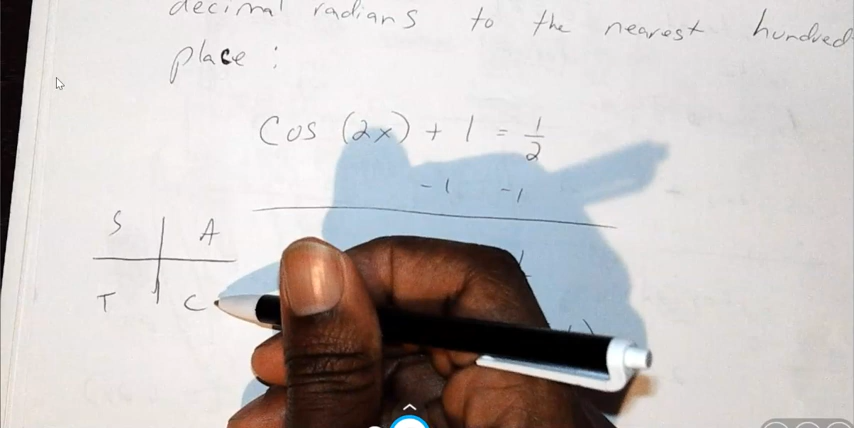 decimal radians to the nearest hundred
place :
Cos (2x) + 1 = 1/2
-1 -1
S A
T C